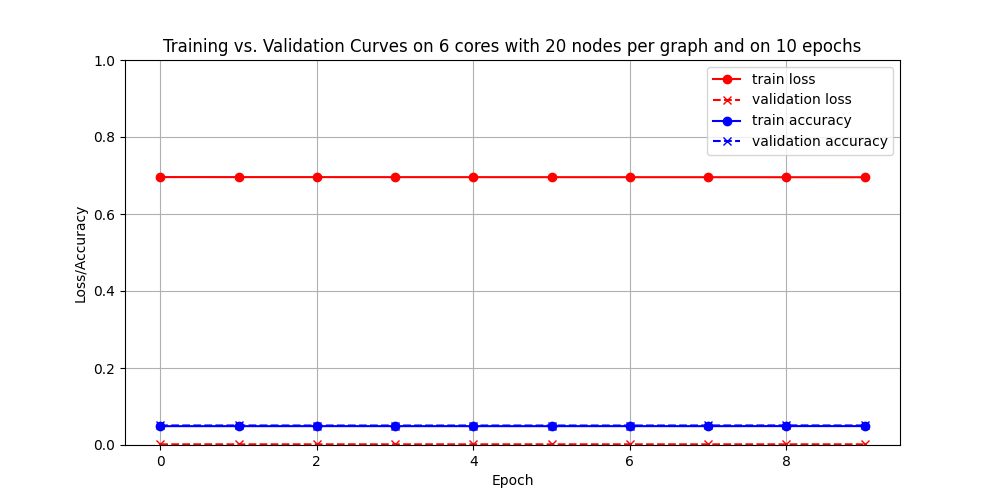 Training vs. Validation Curves on 6 cores with 20 nodes per graph and on 10 epochs
1.0
0.8
0.6
0.4
0.2
0.0
Loss/Accuracy
train loss
validation loss
train accuracy
validation accuracy
0
2
4
6
8
Epoch